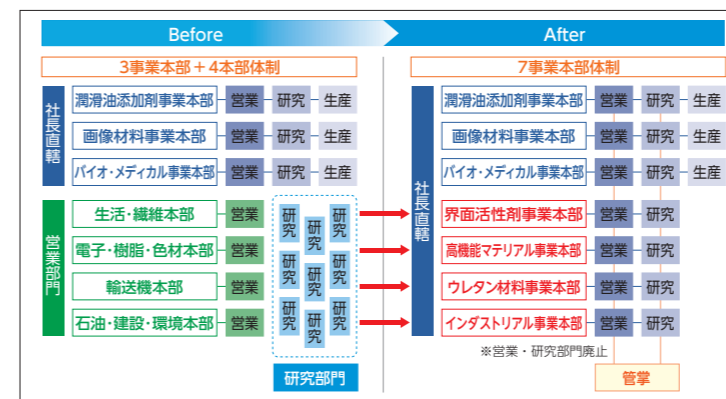 Before
After
3事業本部＋4本部体制
7事業本部体制
社長直轄
潤滑油添加剤事業本部 営業 研究 生産
画像材料事業本部 営業 研究 生産
バイオ・メディカル事業本部 営業 研究 生産
営業部門
生活・繊維本部 営業
電子・樹脂・色材本部 営業
輸送機本部 営業
石油・建設・環境本部 営業
研究 研究 研究
研究 研究 研究
研究 研究 研究
研究部門
社長直轄
潤滑油添加剤事業本部 営業 研究 生産
画像材料事業本部 営業 研究 生産
バイオ・メディカル事業本部 営業 研究 生産
界面活性剤事業本部 営業 研究
高機能マテリアル事業本部 営業 研究
ウレタン材料事業本部 営業 研究
インダストリアル事業本部 営業 研究
※営業・研究部門廃止
管掌